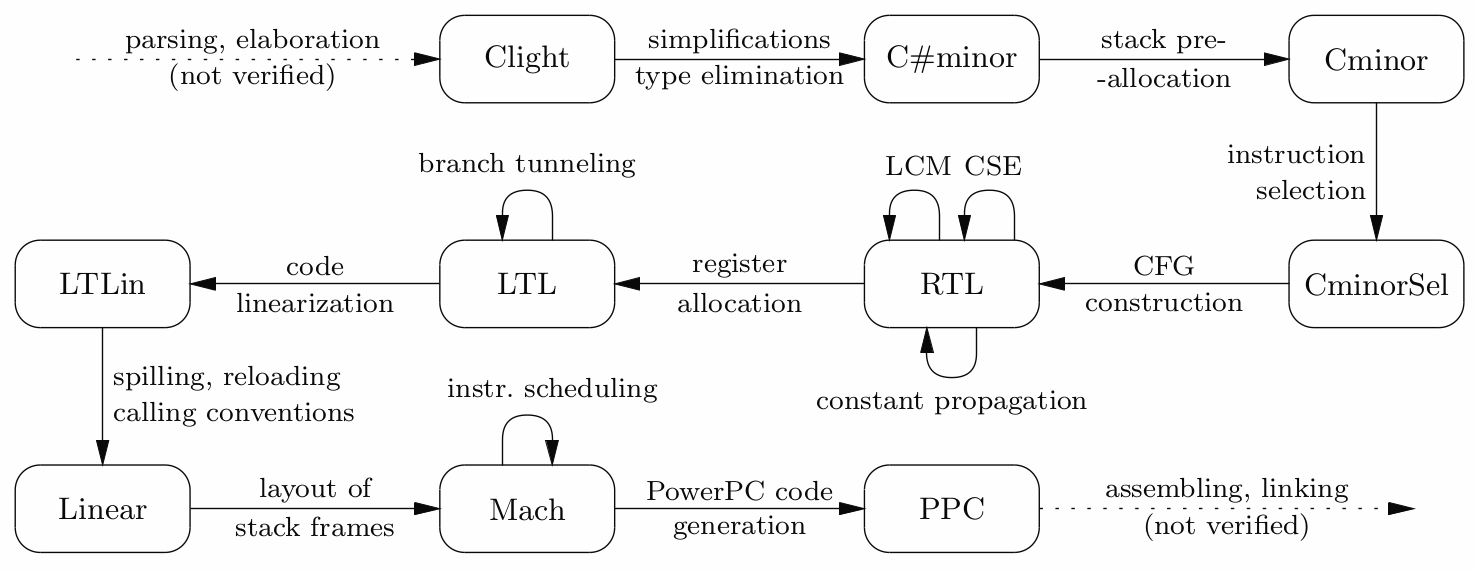 parsing, elaboration
(not verified)
Clight
simplifications
type elimination
C#minor
stack pre-
-allocation
Cminor
instruction
selection
branch tunneling
LCM CSE
LTLin
code
linearization
LTL
register
allocation
RTL
CFG
construction
CminorSel
spilling, reloading
calling conventions
instr. scheduling
constant propagation
Linear
layout of
stack frames
Mach
PowerPC code
generation
PPC
assembling, linking
(not verified)